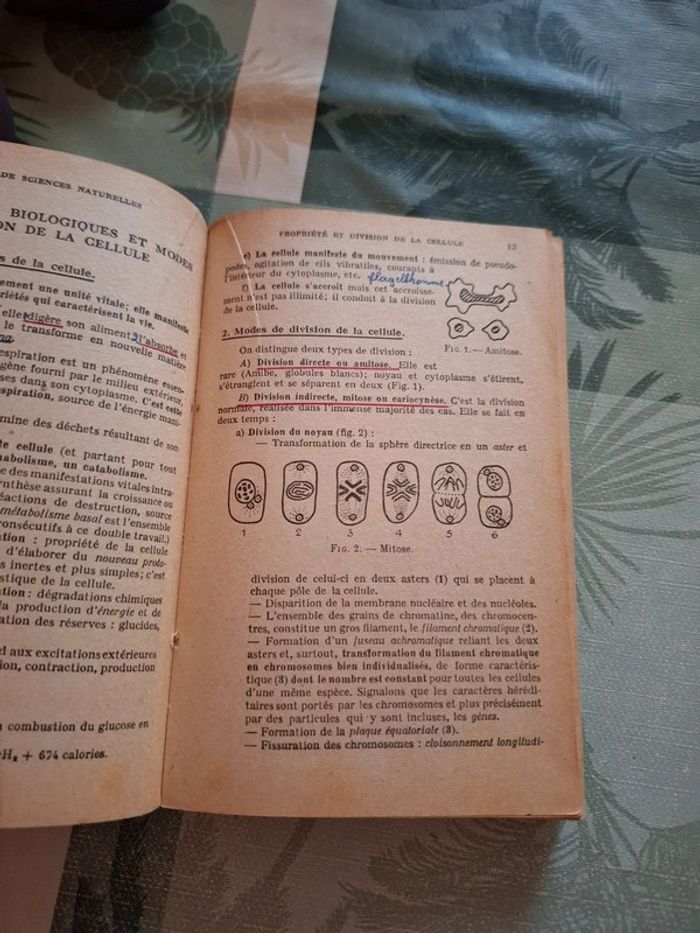 DE SCIENCES NATURELLES
BIOLOGIQUES ET MODES
ON DE LA CELLULE
s de la cellule.
ement une unité vitale; elle manifeste
riétés qui caractérisent la vie.
elle digère son aliment, l'absorbe et
le transforme en nouvelle matière
espiration est un phénomène essen-
gène fourni par le milieu extérieur,
ses dans son cytoplasme. C'est cette
respiration, source de l'énergie mani-
mine des déchets résultant de son
te cellule (et partant pour tout
tabolisme, un catabolisme.
e des manifestations vitales intra-
nthèse assurant la croissance ou
éactions de destruction, source
métabolisme basal est l'ensemble
onsécutifs à ce double travail.)
tion : propriété de la cellule
d'élaborer du nouveau proto-
s inertes et plus simples; c'est
stique de la cellule.
ation : dégradations chimiques
la production d'énergie et de
ation des réserves : glucides,
d aux excitations extérieures
ion, contraction, production
a combustion du glucose en
H, + 674 calories.
PROPRIÉTÉ ET DIVISION DE LA CELLULE 13
e) La cellule manifeste du mouvement : émission de pseudo-
podes, agitation de cils vibratiles, courants à
l'intérieur du cytoplasme, etc. flagellhomme
f) La cellule s'accroît mais cet accroisse-
ment n'est pas illimité; il conduit à la division
de la cellule.
FIG. 1. — Amitose.
2. Modes de division de la cellule.
On distingue deux types de division :
A) Division directe ou amitose. Elle est
rare (Amibe, globules blancs); noyau et cytoplasme s'étirent,
s'étranglent et se séparent en deux (Fig. 1).
B) Division indirecte, mitose ou cariocynèse. C'est la division
normale, réalisée dans l'immense majorité des cas. Elle se fait en
deux temps :
a) Division du noyau (fig. 2) :
— Transformation de la sphère directrice en un aster et
1 2 3 4 5 6
FIG. 2. — Mitose.
division de celui-ci en deux asters (1) qui se placent à
chaque pôle de la cellule.
— Disparition de la membrane nucléaire et des nucléoles.
— L'ensemble des grains de chromatine, des chromocen-
tres, constitue un gros filament, le filament chromatique (2).
— Formation d'un fuseau achromatique reliant les deux
asters et, surtout, transformation du filament chromatique
en chromosomes bien individualisés, de forme caractéris-
tique (3) dont le nombre est constant pour toutes les cellules
d'une même espèce. Signalons que les caractères hérédi-
taires sont portés par les chromosomes et plus précisément
par des particules qui y sont incluses, les gènes.
— Formation de la plaque équatoriale (3).
— Fissuration des chromosomes : cloisonnement longitudi-